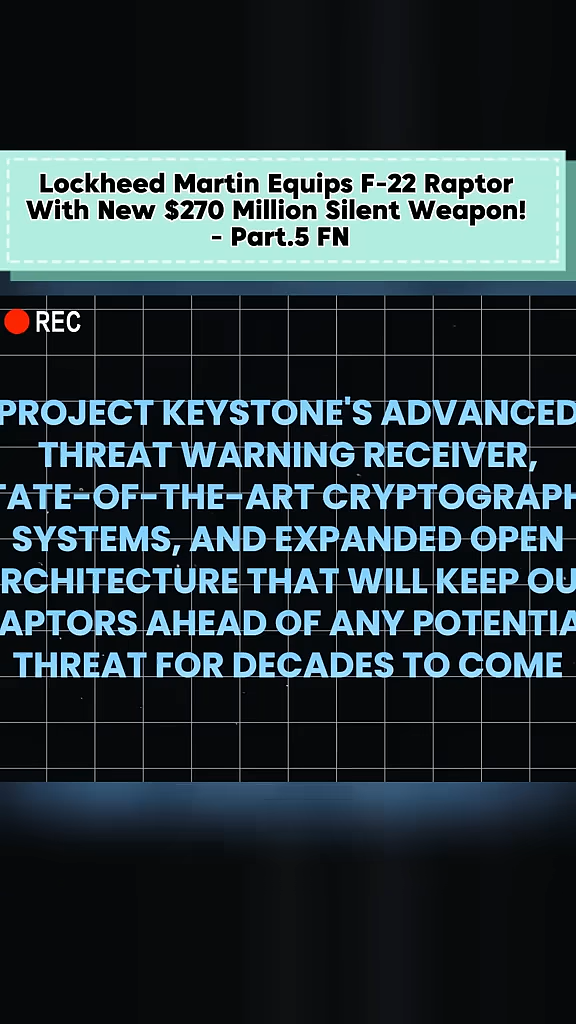 Lockheed Martin Equips F-22 Raptor
With New $270 Million Silent Weapon!
- Part.5 FN
REC
PROJECT KEYSTONE'S ADVANCED
THREAT WARNING RECEIVER,
TATE-OF-THE-ART CRYPTOGRAPH
SYSTEMS, AND EXPANDED OPEN
RCHITECTURE THAT WILL KEEP OU
APTORS AHEAD OF ANY POTENTIA
THREAT FOR DECADES TO COME